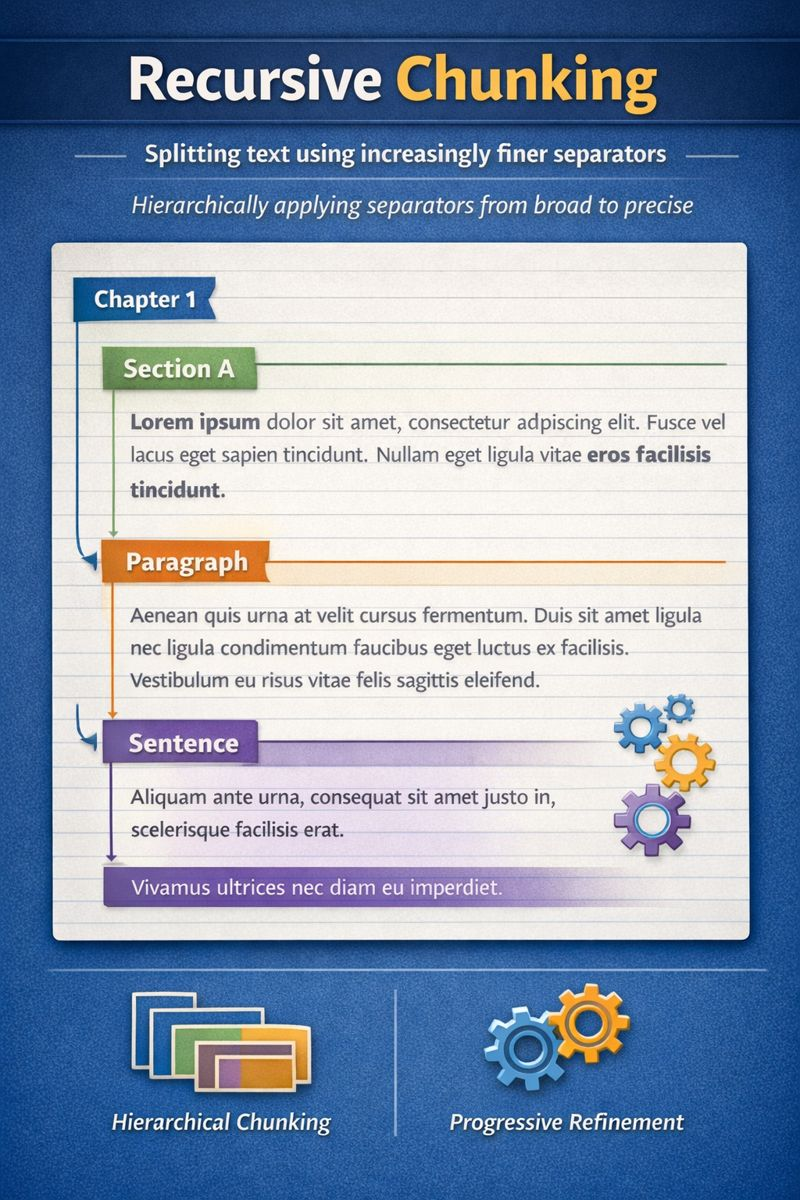 Recursive Chunking
Splitting text using increasingly finer separators
Hierarchically applying separators from broad to precise
Chapter 1
Section A
Lorem ipsum dolor sit amet, consectetur adipiscing elit. Fusce vel
lacus eget sapien tincidunt. Nullam eget ligula vitae eros facilisis
tincidunt.
Paragraph
Aenean quis urna at velit cursus fermentum. Duis sit amet ligula
nec ligula condimentum faucibus eget luctus ex facilisis.
Vestibulum eu risus vitae felis sagittis eleifend.
Sentence
Aliquam ante urna, consequat sit amet justo in,
scelerisque facilisis erat.
Vivamus ultrices nec diam eu imperdiet.
Hierarchical Chunking
Progressive Refinement